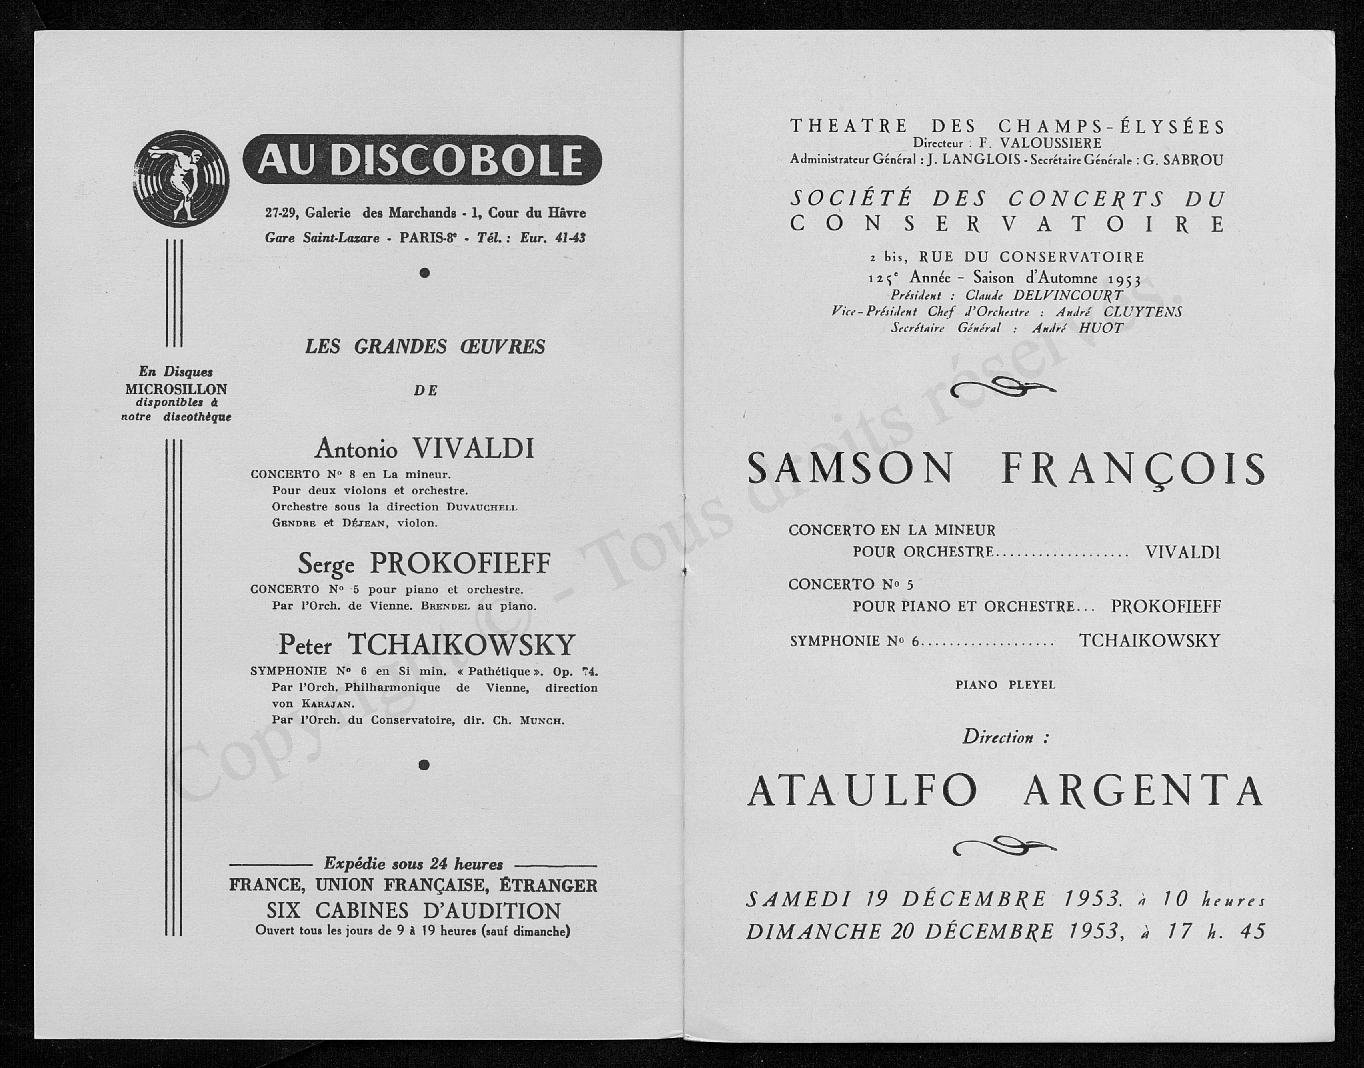 AU DISCOBOLE
27-29, Galerie des Marchands - 1, Cour du Hâvre
Gare Saint-Lazare - PARIS-8e - Tél. : Eur. 41-43
LES GRANDES ŒUVRES
DE
En Disques
MICROSILLON
disponibles à
notre discothèque
Antonio VIVALDI
CONCERTO No 8 en La mineur.
Pour deux violons et orchestre.
Orchestre sous la direction DUVAUCHELL
GENDRE et DÉJEAN, violon.
Serge PROKOFIEFF
CONCERTO No 5 pour piano et orchestre.
Par l'Orch. de Vienne. BRENDEL au piano.
Peter TCHAIKOWSKY
SYMPHONIE No 6 en Si min. « Pathétique ». Op. 74.
Par l'Orch. Philharmonique de Vienne, direction
von KARAJAN.
Par l'Orch. du Conservatoire, dir. Ch. MUNCH.
Expédie sous 24 heures
FRANCE, UNION FRANÇAISE, ÉTRANGER
SIX CABINES D'AUDITION
Ouvert tous les jours de 9 à 19 heures (sauf dimanche)
THEATRE DES CHAMPS-ÉLYSÉES
Directeur : F. VALOUSSIERE
Administrateur Général : J. LANGLOIS - Secrétaire Générale : G. SABROU
SOCIÉTÉ DES CONCERTS DU
CONSERVATOIRE
2 bis, RUE DU CONSERVATOIRE
125e Année - Saison d'Automne 1953
Président : Claude DELVINCOURT
Vice-Président Chef d'Orchestre : André CLUYTENS
Secrétaire Général : André HUOT
SAMSON FRANÇOIS
CONCERTO EN LA MINEUR
POUR ORCHESTRE................... VIVALDI
CONCERTO No 5
POUR PIANO ET ORCHESTRE... PROKOFIEFF
SYMPHONIE No 6................... TCHAIKOWSKY
PIANO PLEYEL
Direction :
ATAULFO ARGENTA
SAMEDI 19 DÉCEMBRE 1953. à 10 heures
DIMANCHE 20 DÉCEMBRE 1953, à 17 h. 45
Copyright © - Tous droits réservés.